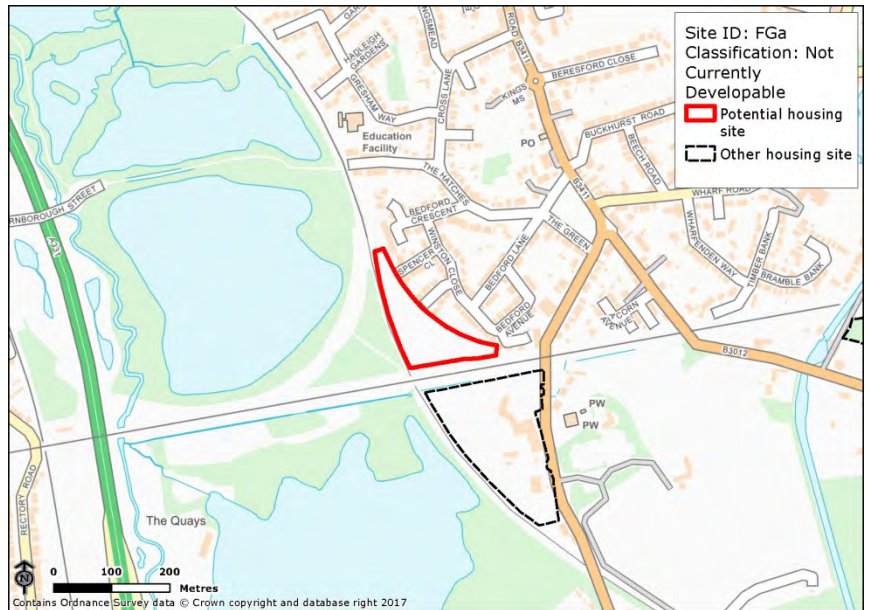 Site ID: FGa
Classification: Not
Currently
Developable
Potential housing
site
Other housing site
HADLEIGH
GARDENS
GRESHAM WAY
CROSS LANE
ROAD B3411
BERESFORD CLOSE
KINGS
MS
BUCKHURST ROAD
BEECH ROAD
Education
Facility
PO
B3411
THE HATCHES
WHARF ROAD
BEDFORD
CRESCENT
WINSTON CLOSE
SPENCER
CL
BEDFORD LANE
THE GREEN
WHARFENDEN WAY
TIMBER BANK
BRAMBLE BANK
BEDFORD
AVENUE
ACORN
AVENUE
B3012
RNBOROUGH STREET
A331
PW
PW
RECTORY ROAD
The Quays
0 100 200
Metres
N
Contains Ordnance Survey data © Crown copyright and database right 2017